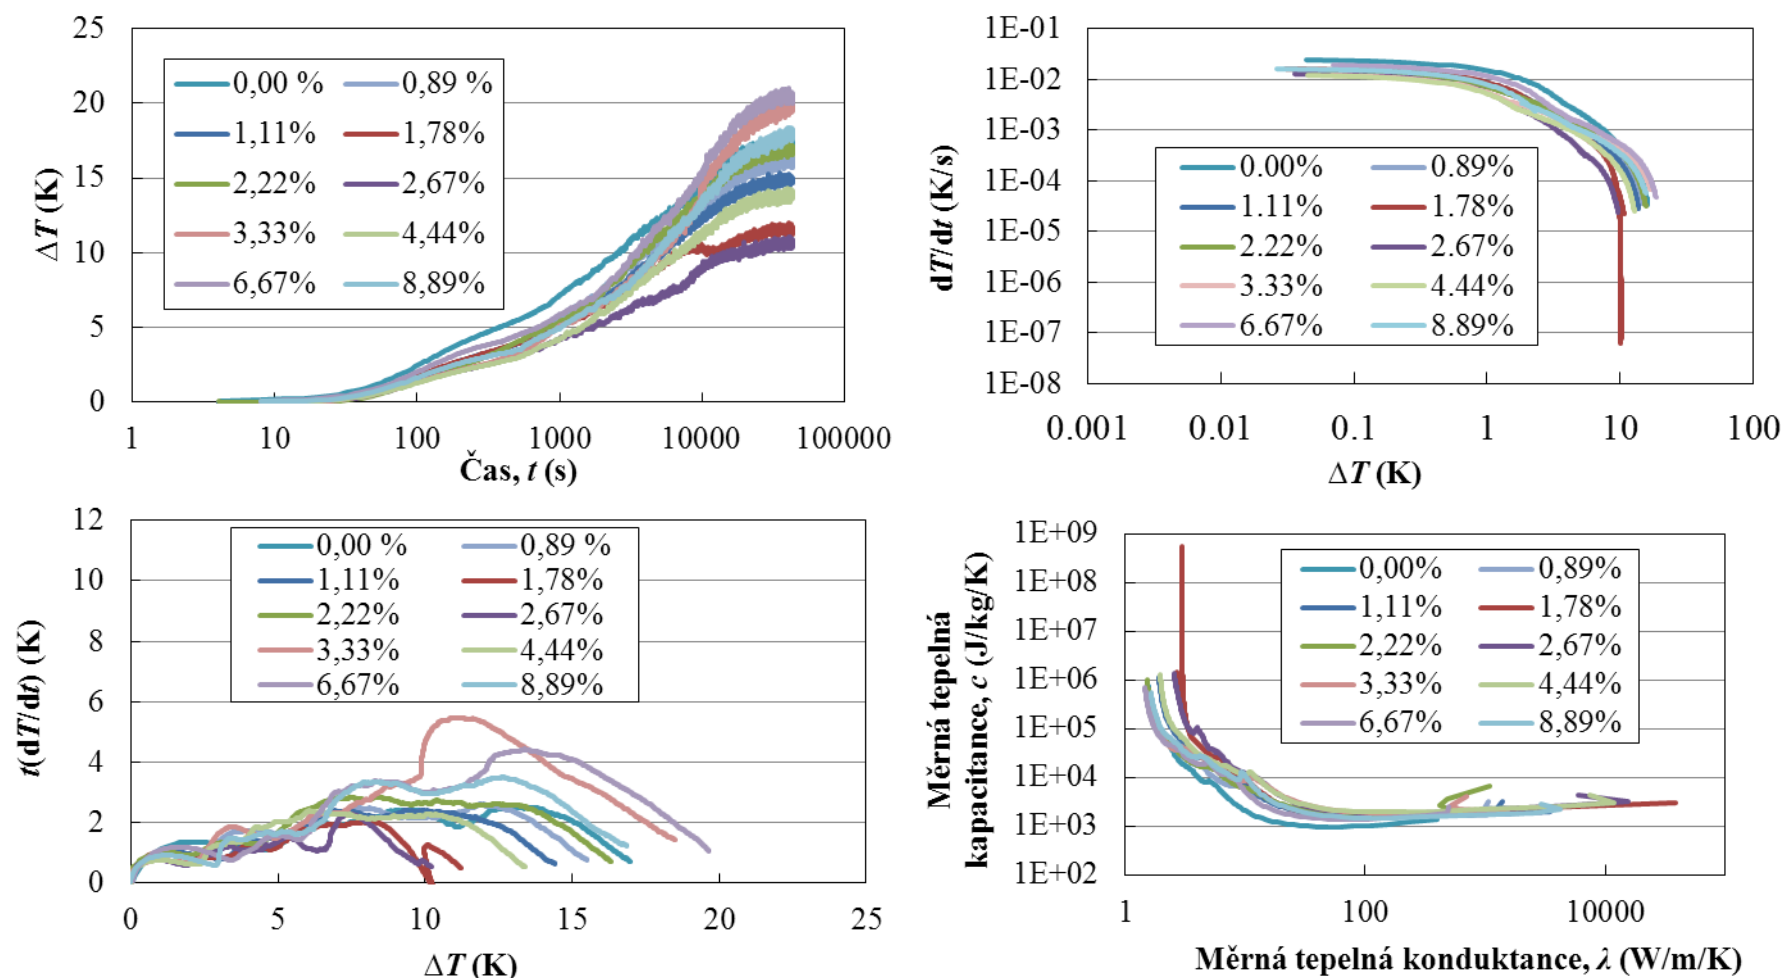 25
20
15
10
5
0
ΔT (K)
0,00 % 0,89 %
1,11% 1,78%
2,22% 2,67%
3,33% 4,44%
6,67% 8,89%
1 10 100 1000 10000 100000
Čas, t (s)
1E-01
1E-02
1E-03
1E-04
1E-05
1E-06
1E-07
1E-08
dT/dt (K/s)
0.00% 0.89%
1.11% 1.78%
2.22% 2.67%
3.33% 4.44%
6.67% 8.89%
0.001 0.01 0.1 1 10 100
ΔT (K)
12
10
8
6
4
2
0
t(dT/dt) (K)
0,00 % 0,89 %
1,11% 1,78%
2,22% 2,67%
3,33% 4,44%
6,67% 8,89%
0 5 10 15 20 25
ΔT (K)
1E+09
1E+08
1E+07
1E+06
1E+05
1E+04
1E+03
1E+02
Měrná tepelná
kapacitance, c (J/kg/K)
0,00% 0,89%
1,11% 1,78%
2,22% 2,67%
3,33% 4,44%
6,67% 8,89%
1 100 10000
Měrná tepelná konduktance, λ (W/m/K)